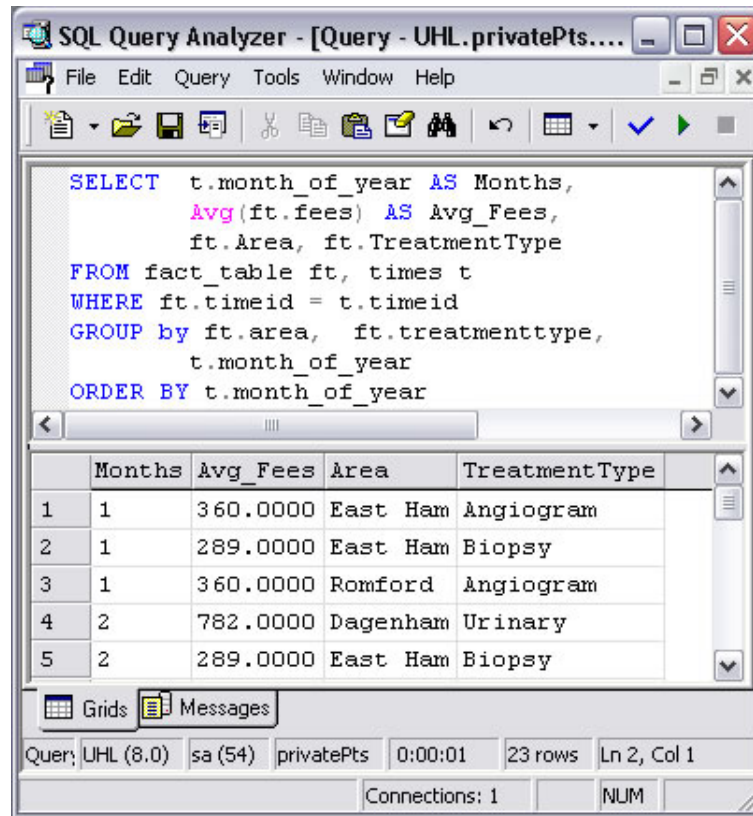 SQL Query Analyzer - [Query - UHL.privatePts....
File Edit Query Tools Window Help
SELECT t.month_of_year AS Months,
Avg(ft.fees) AS Avg_Fees,
ft.Area, ft.TreatmentType
FROM fact_table ft, times t
WHERE ft.timeid = t.timeid
GROUP by ft.area, ft.treatmenttype,
t.month_of_year
ORDER BY t.month_of_year
Months Avg_Fees Area TreatmentType
1 1 360.0000 East Ham Angiogram
2 1 289.0000 East Ham Biopsy
3 1 360.0000 Romford Angiogram
4 2 782.0000 Dagenham Urinary
5 2 289.0000 East Ham Biopsy
Grids Messages
Query UHL (8.0) sa (54) privatePts 0:00:01 23 rows Ln 2, Col 1
Connections: 1 NUM